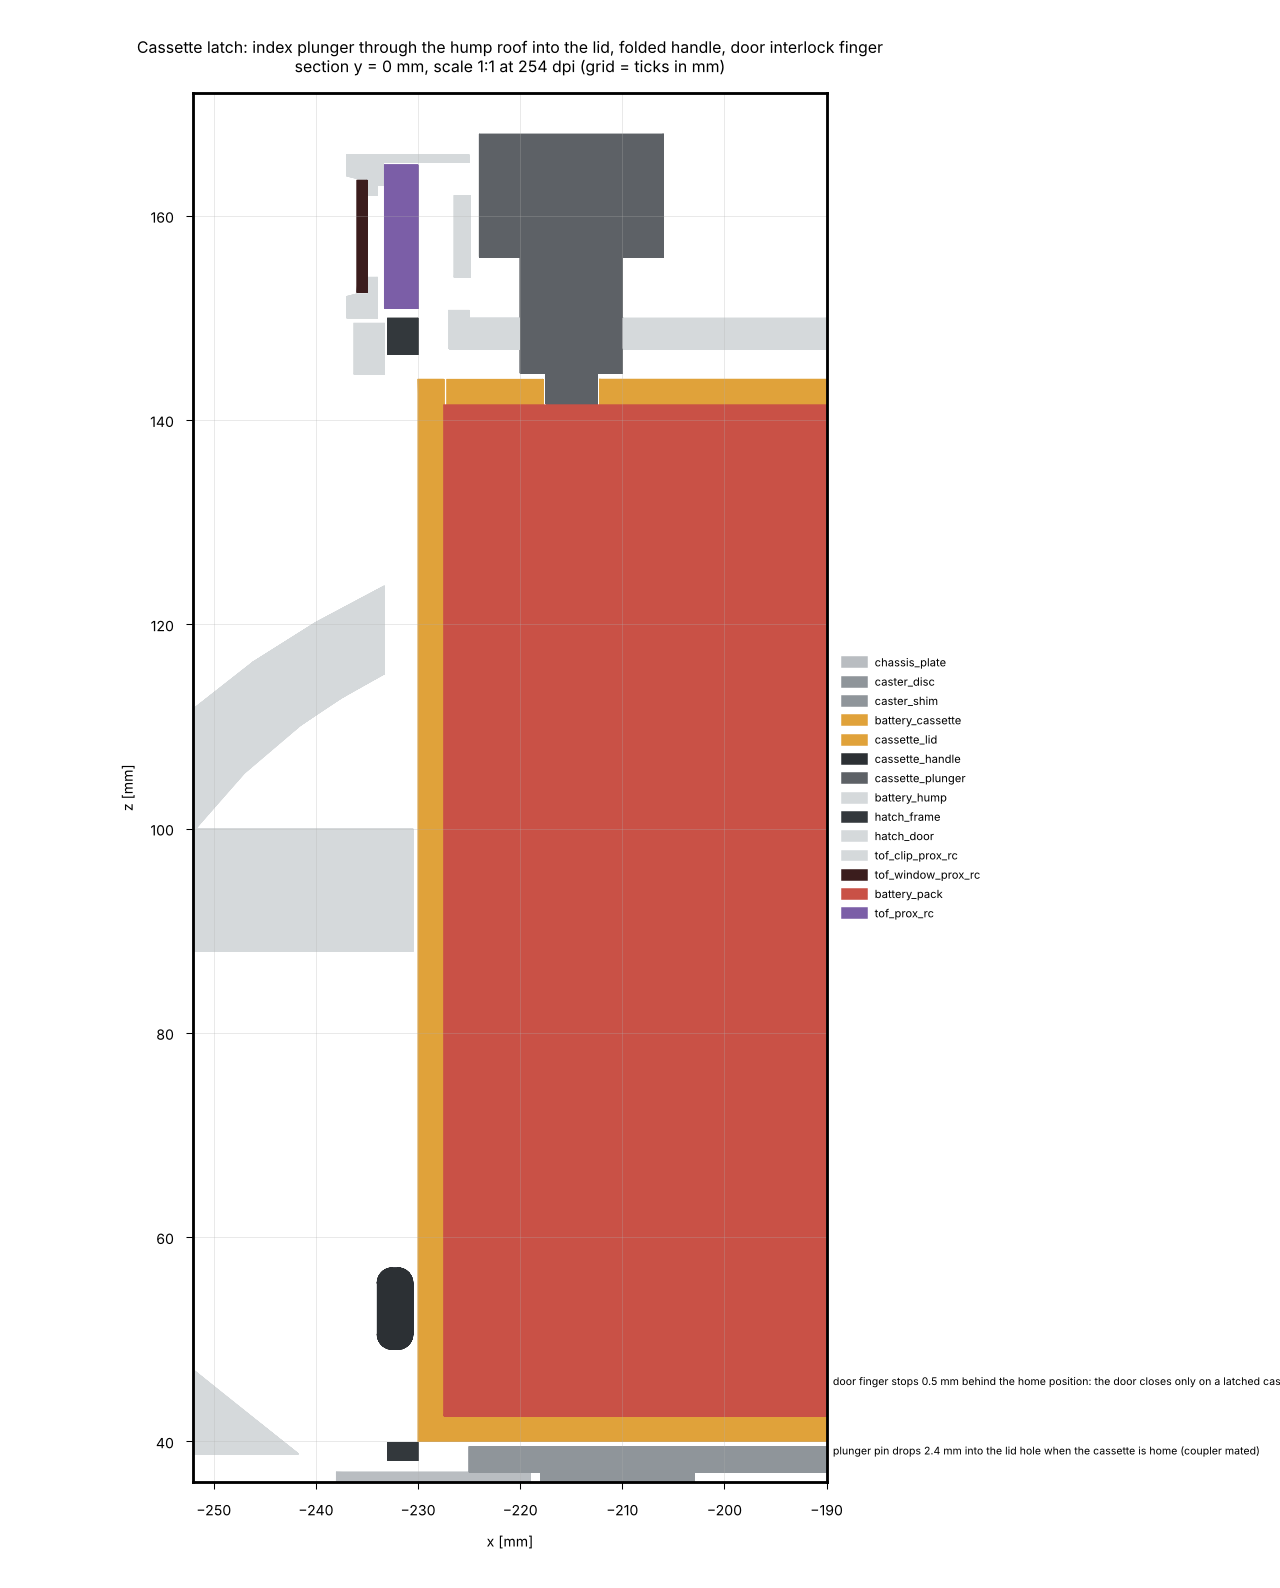 Cassette latch: index plunger through the hump roof into the lid, folded handle, door interlock finger
section y = 0 mm, scale 1:1 at 254 dpi (grid = ticks in mm)
160
140
120
100
80
60
40
z [mm]
−250
−240
−230
−220
−210
−200
−190
x [mm]
chassis_plate
caster_disc
caster_shim
battery_cassette
cassette_lid
cassette_handle
cassette_plunger
battery_hump
hatch_frame
hatch_door
tof_clip_prox_rc
tof_window_prox_rc
battery_pack
tof_prox_rc
door finger stops 0.5 mm behind the home position: the door closes only on a latched cas
plunger pin drops 2.4 mm into the lid hole when the cassette is home (coupler mated)